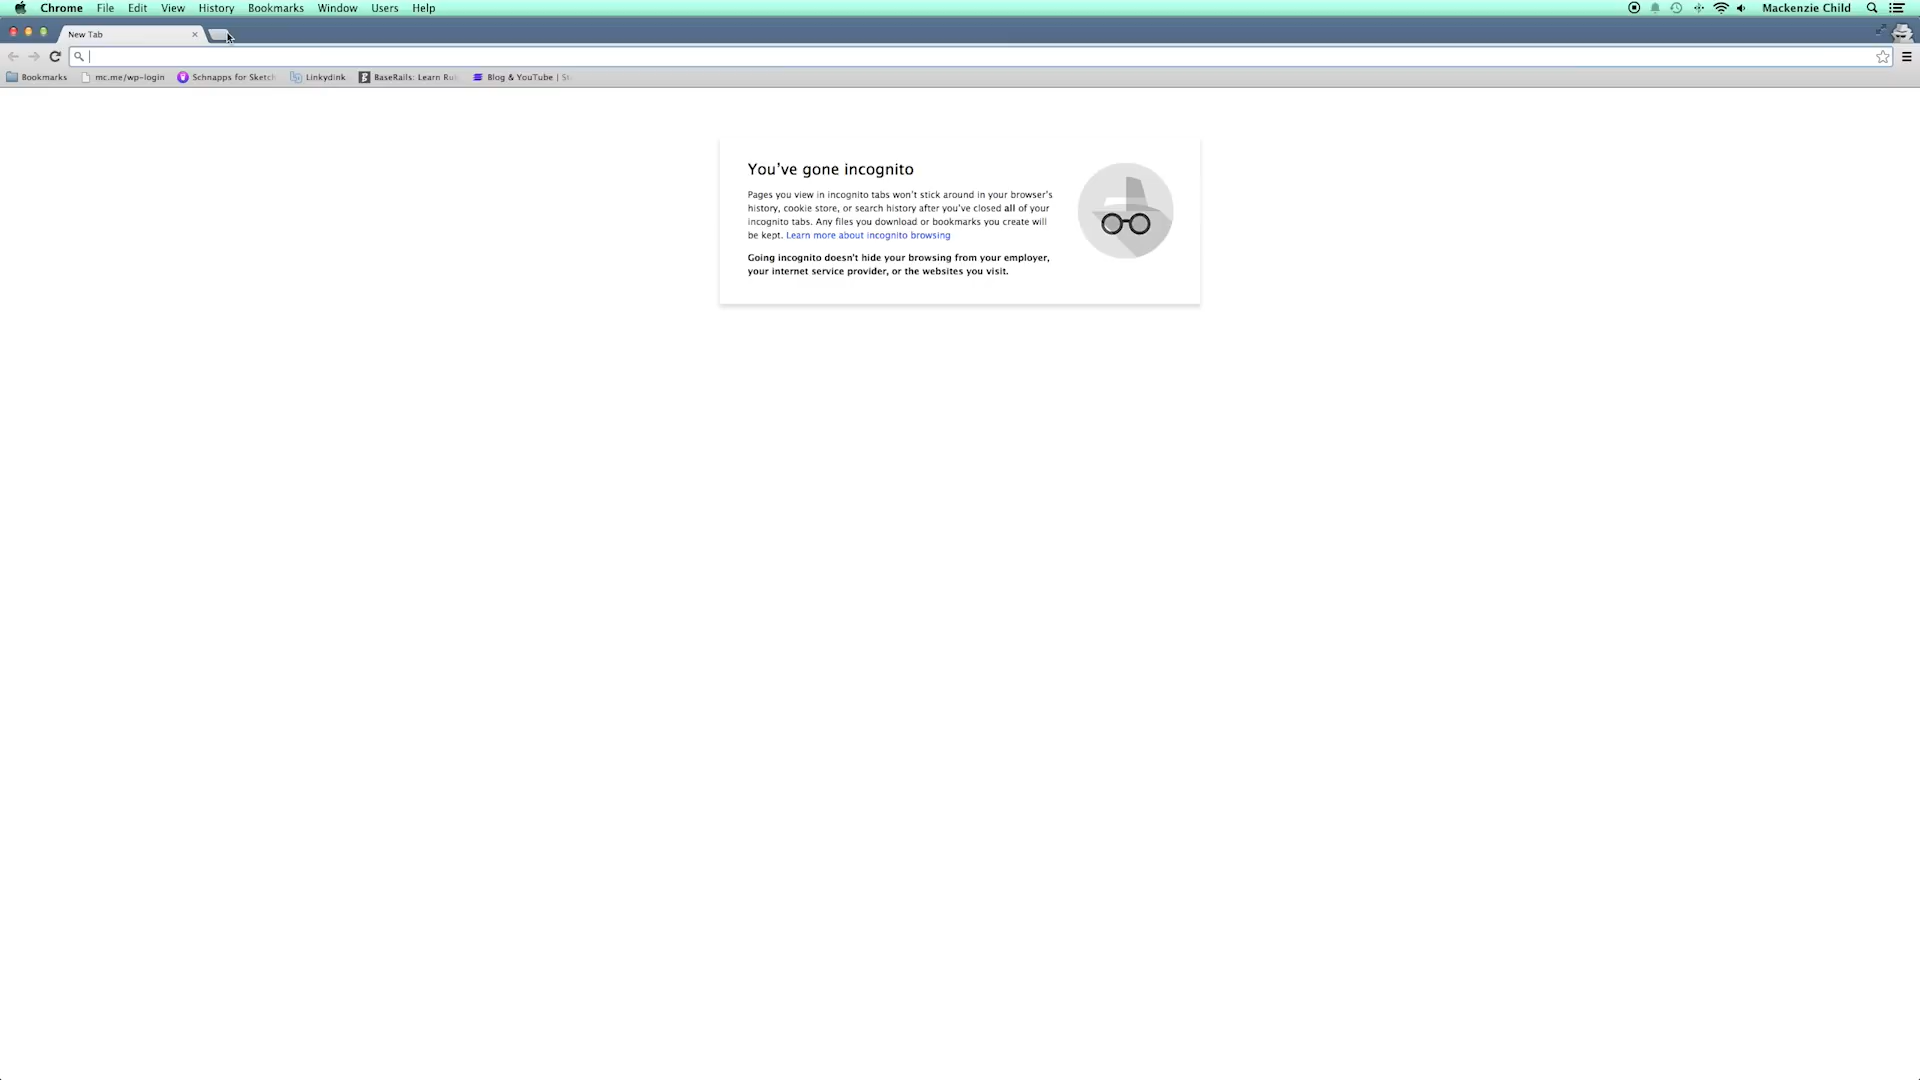 Chrome File Edit View History Bookmarks Window Users Help Mackenzie Child
New Tab
Bookmarks mc.me/wp-login Schnapps for Sketch Linkydink BaseRails: Learn Ru Blog & YouTube | St
You've gone incognito
Pages you view in incognito tabs won't stick around in your browser's
history, cookie store, or search history after you've closed all of your
incognito tabs. Any files you download or bookmarks you create will
be kept. Learn more about incognito browsing
Going incognito doesn't hide your browsing from your employer,
your internet service provider, or the websites you visit.